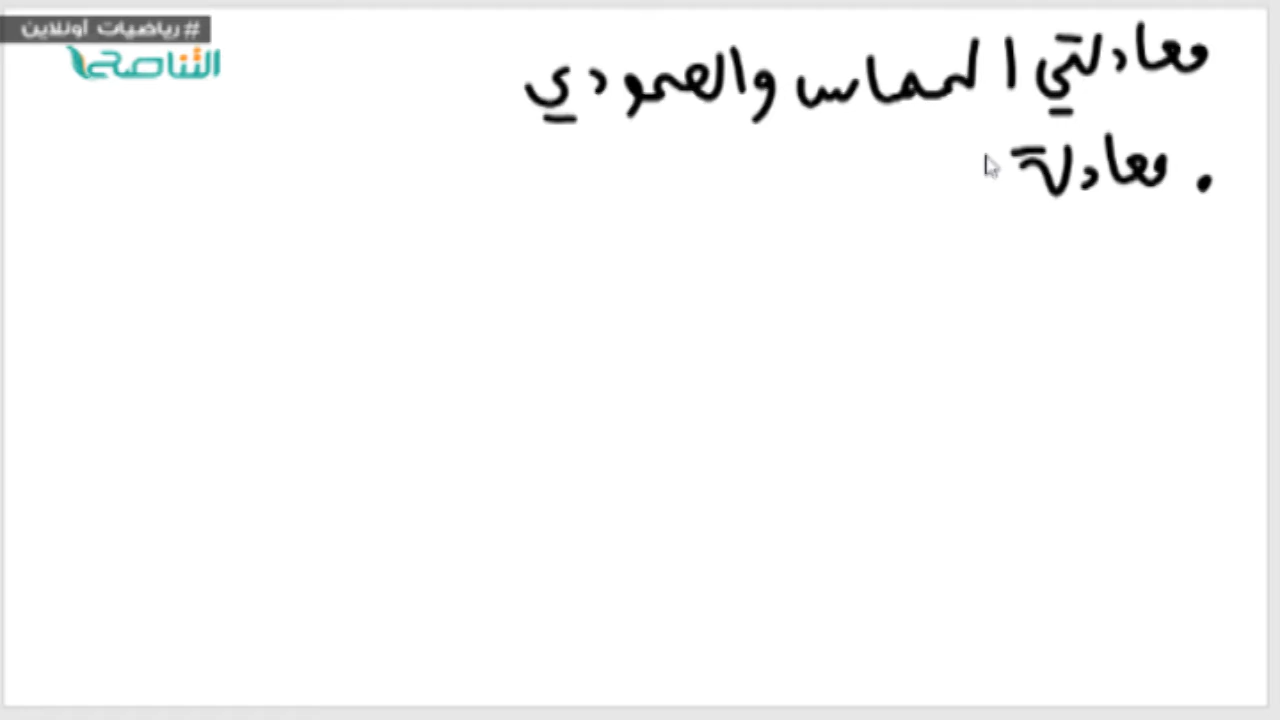 #رياضيات أونلاين
الناصح
معادلتي المماس والعمودي
. معادلة